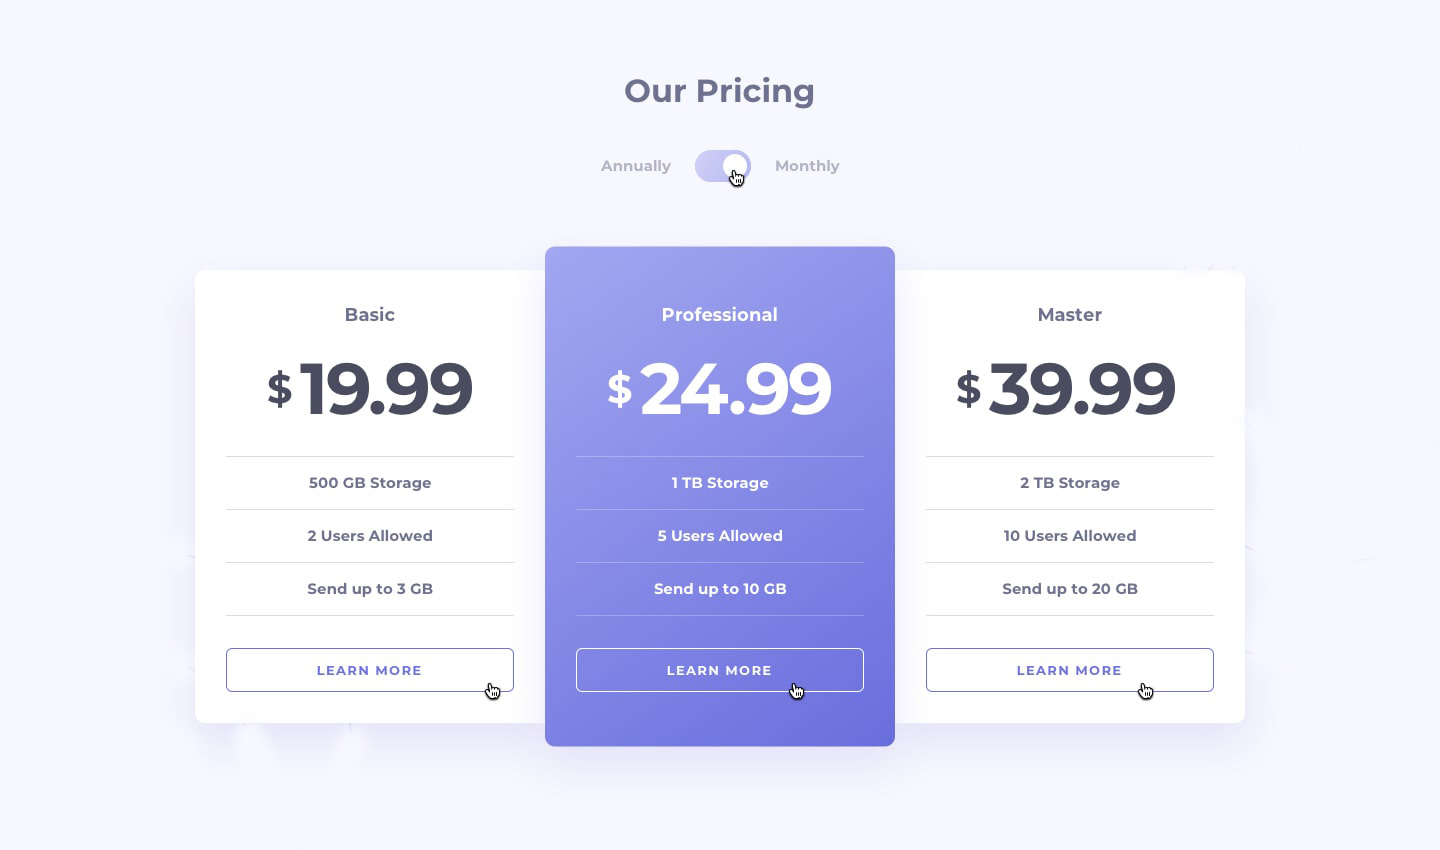 Our Pricing
Annually Monthly
Basic
$19.99
500 GB Storage
2 Users Allowed
Send up to 3 GB
LEARN MORE
Professional
$24.99
1 TB Storage
5 Users Allowed
Send up to 10 GB
LEARN MORE
Master
$39.99
2 TB Storage
10 Users Allowed
Send up to 20 GB
LEARN MORE